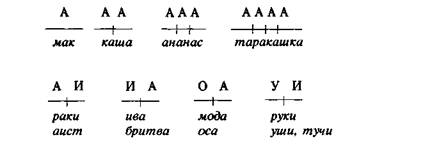 А А А А А А А А А А
мак каша ананас таракашка
А И И А О А У И
раки ива мода руки
аист бритва оса уши, тучи